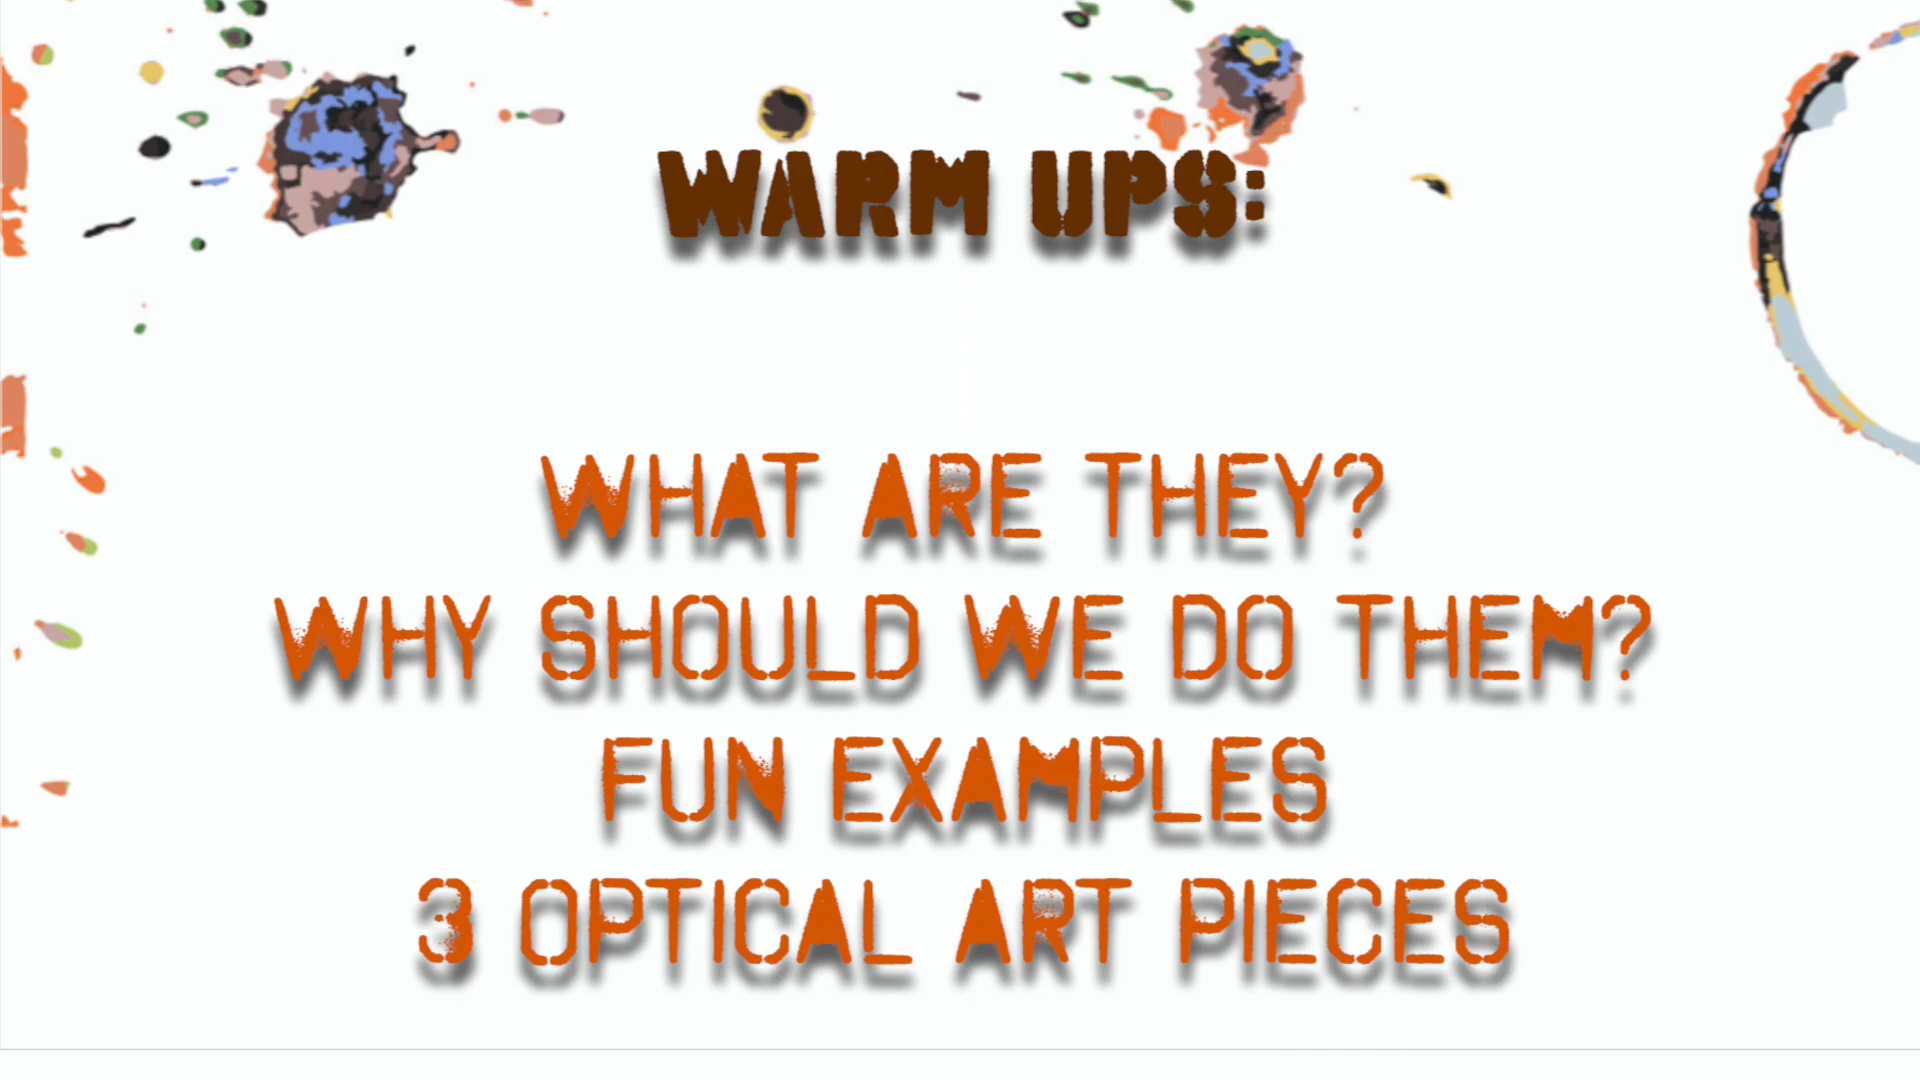 WARM UPS:
WHAT ARE THEY?
WHY SHOULD WE DO THEM?
FUN EXAMPLES
3 OPTICAL ART PIECES